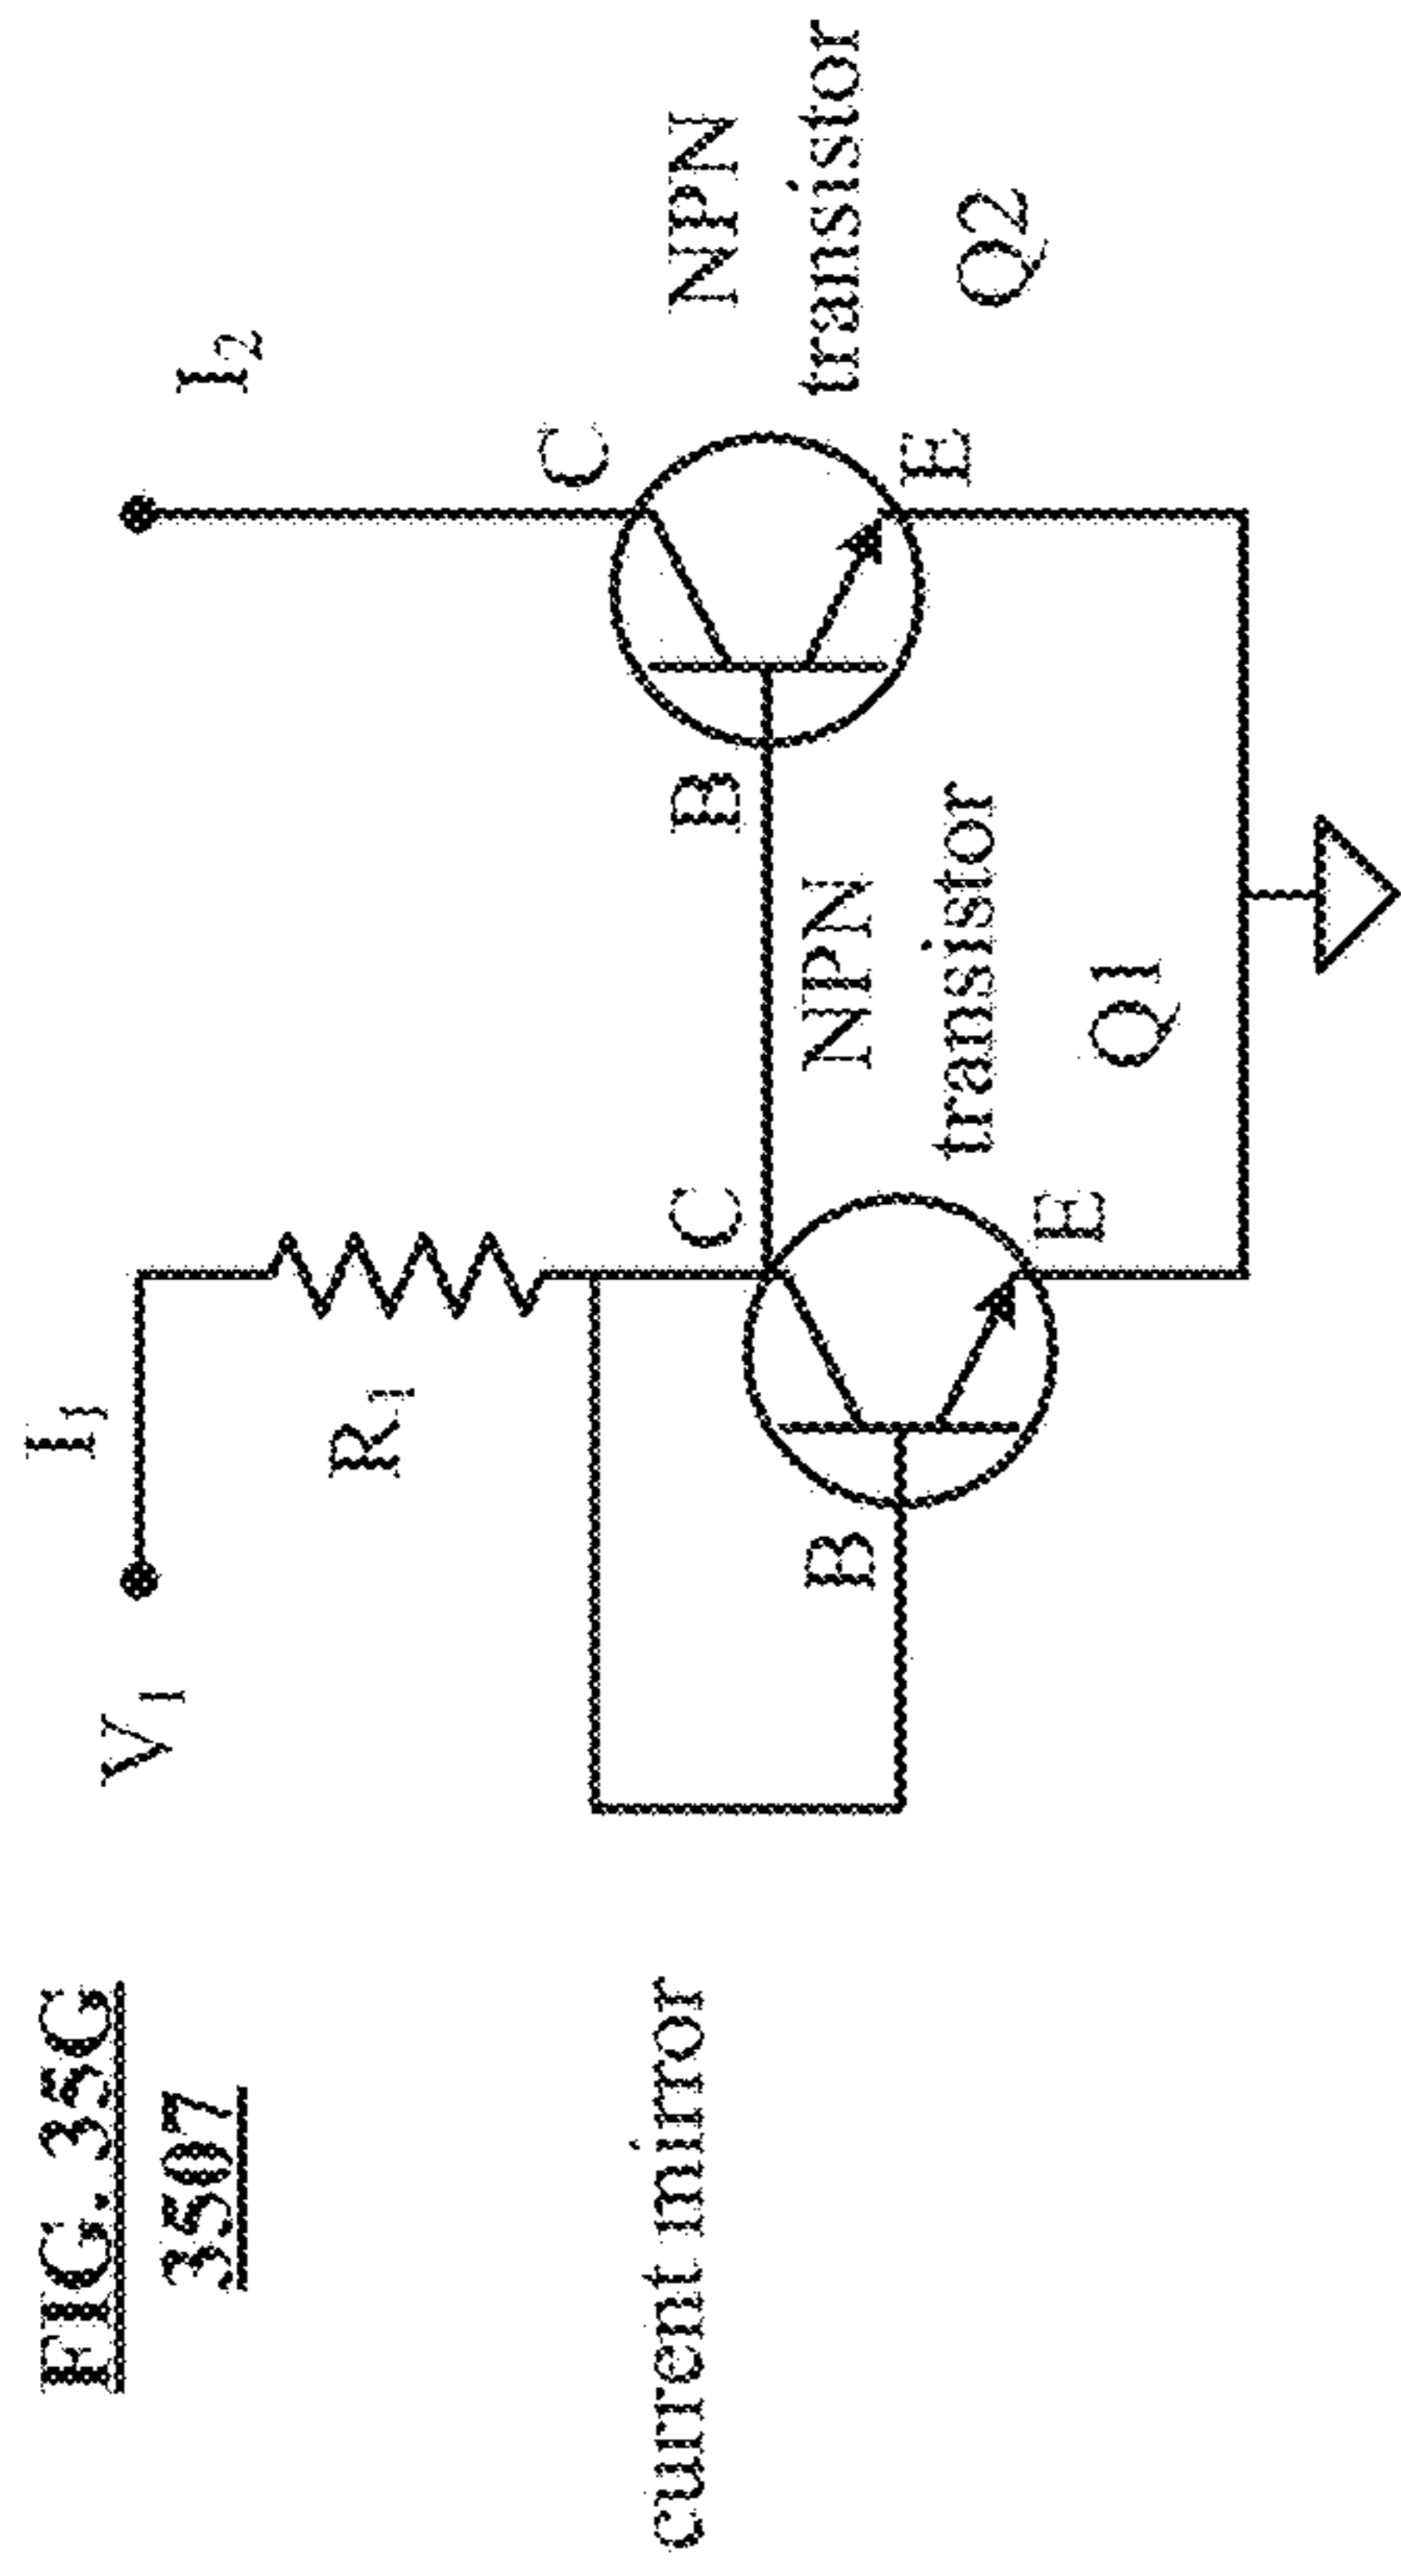 FIG. 35G
3507
current mirror
V1
I1
R1
B
C
E
NPN
transistor
Q1
B
C
E
I2
NPN
transistor
Q2